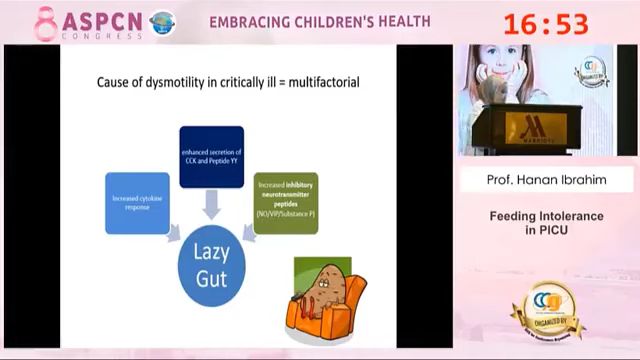 8 ASPCN
CONGRESS
EMBRACING CHILDREN'S HEALTH
16:53
Cause of dysmotility in critically ill = multifactorial
enhanced secretion of
CCK and Peptide YY
Increased cytokine
response
Increased inhibitory
neurotransmitter
peptides
(NO/VIP/Substance P)
Lazy
Gut
MARRIOTT
Prof. Hanan Ibrahim
Feeding Intolerance
in PICU
ORGANIZED BY